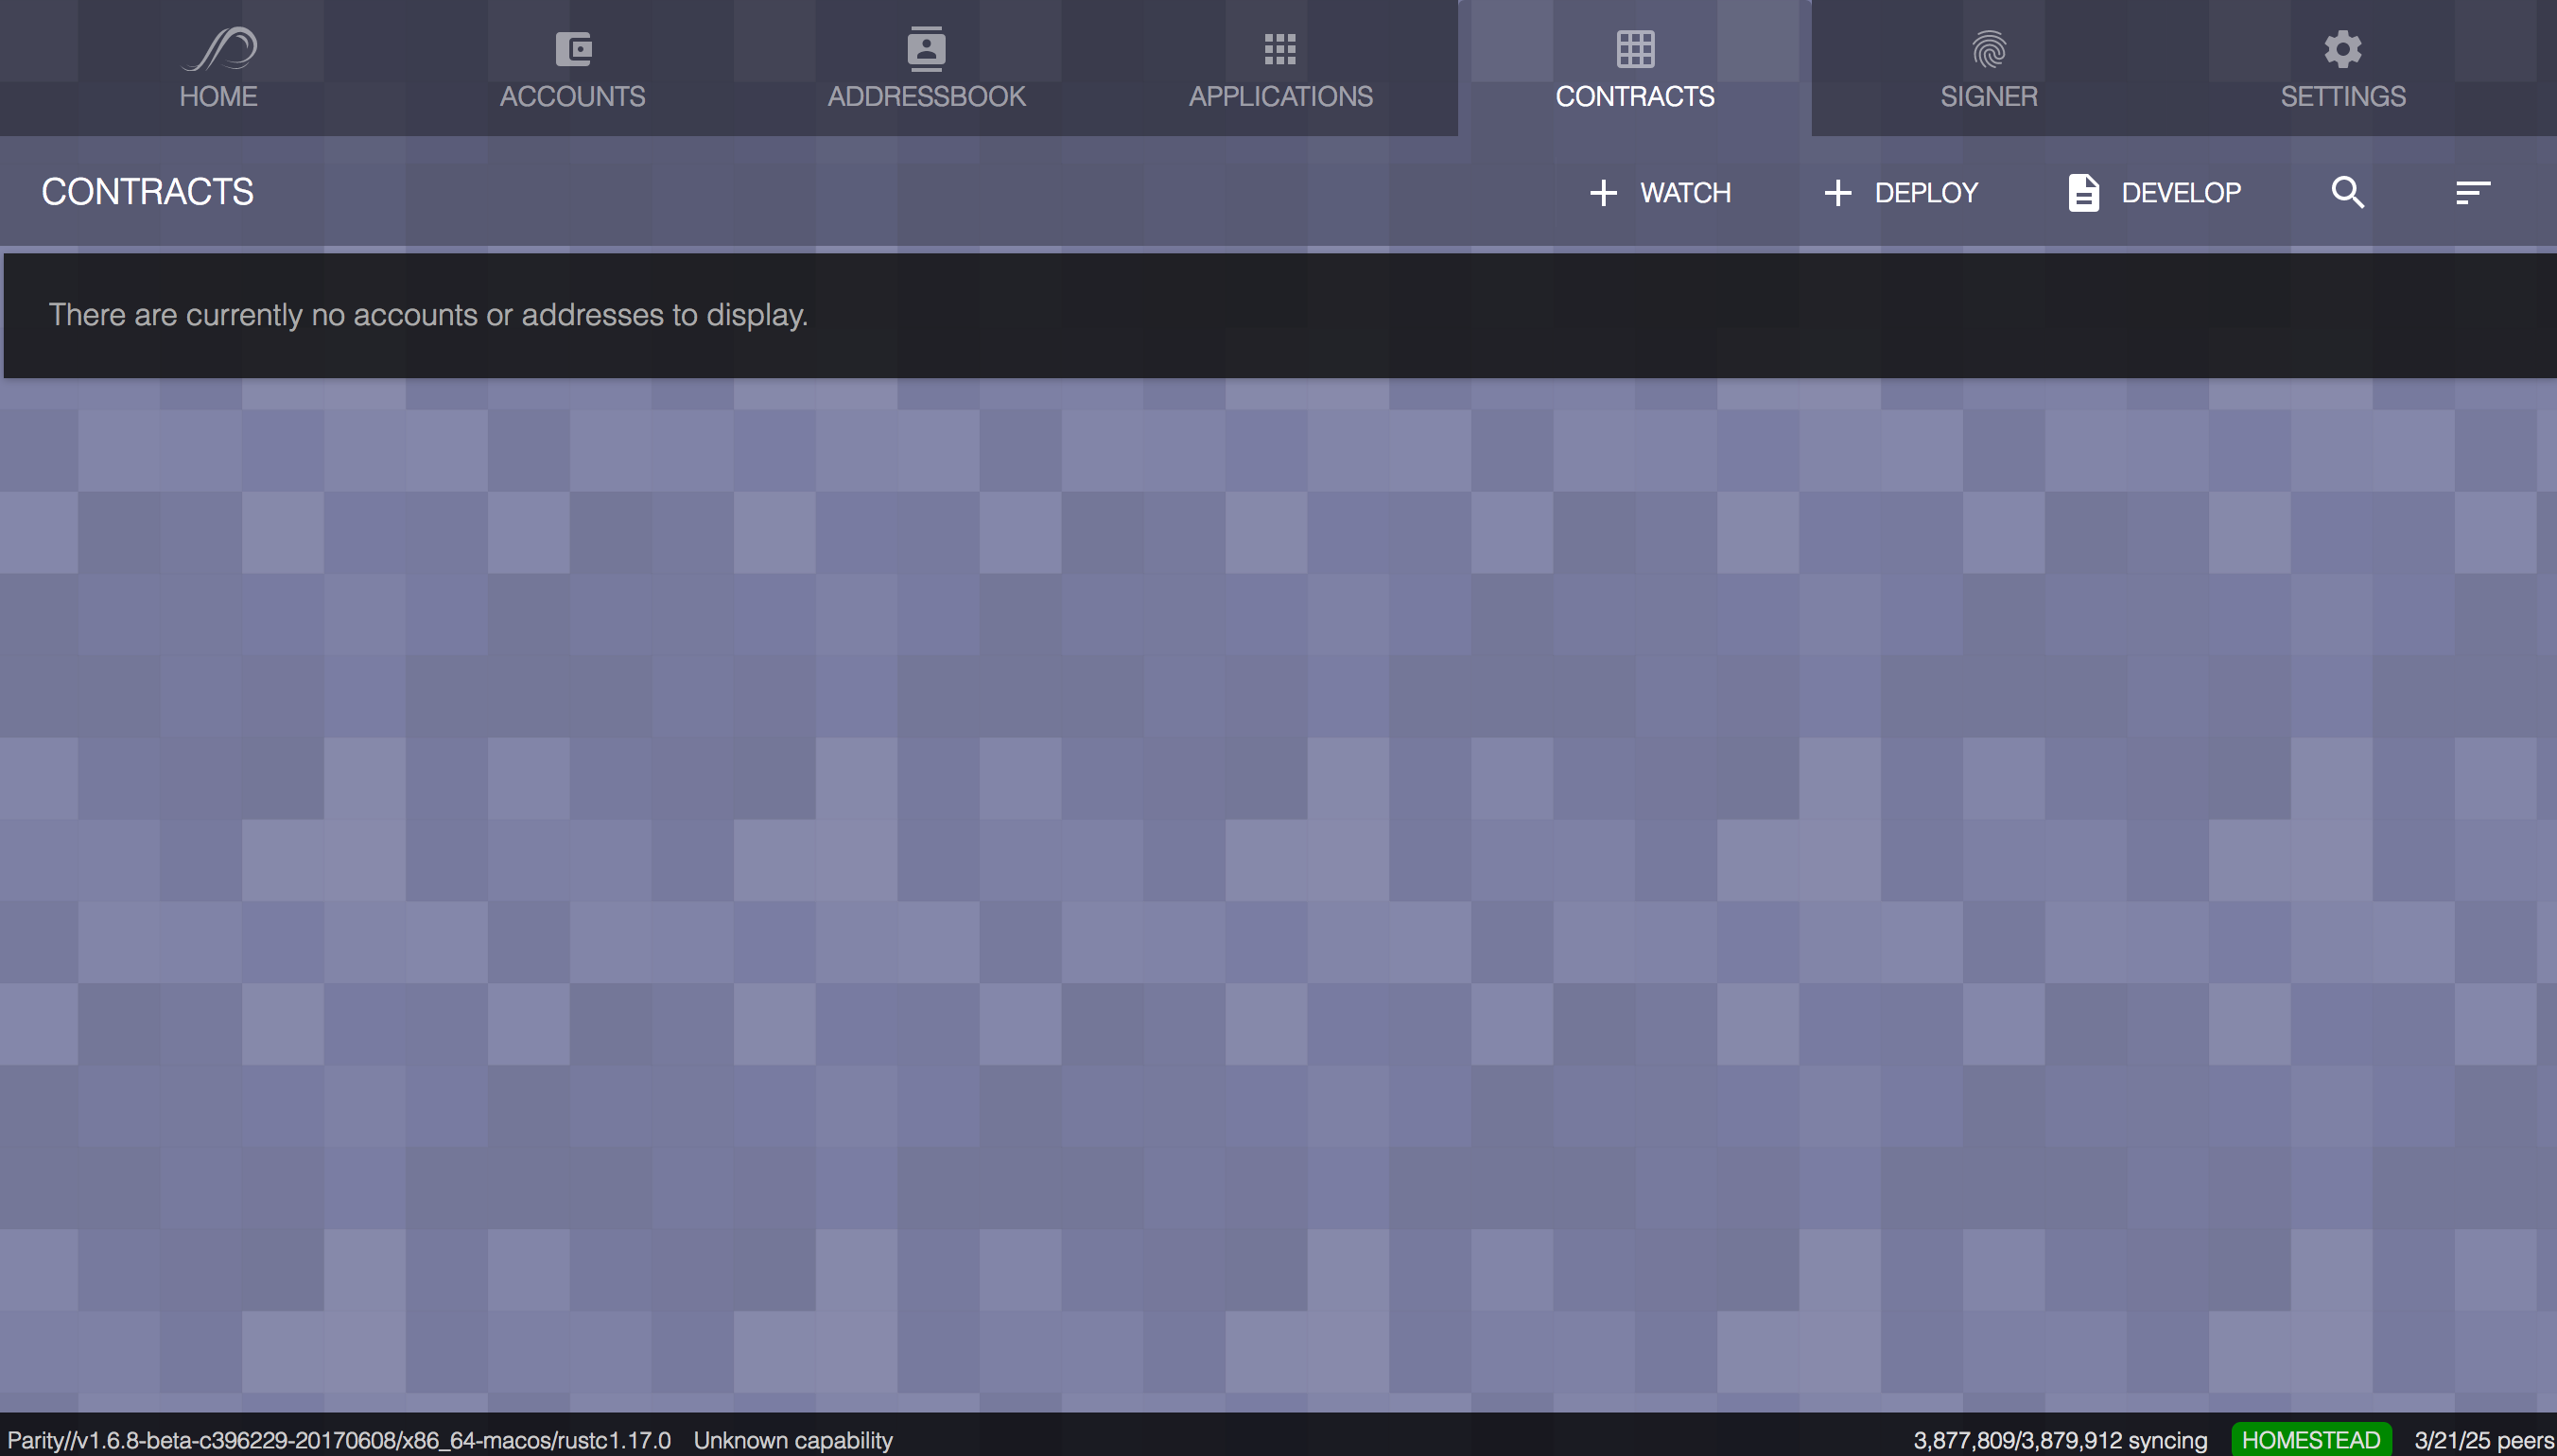 HOME ACCOUNTS ADDRESSBOOK APPLICATIONS CONTRACTS SIGNER SETTINGS
CONTRACTS WATCH DEPLOY DEVELOP
There are currently no accounts or addresses to display.
Parity//v1.6.8-beta-c396229-20170608/x86_64-macos/rustc1.17.0 Unknown capability 3,877,809/3,879,912 syncing HOMESTEAD 3/21/25 peers